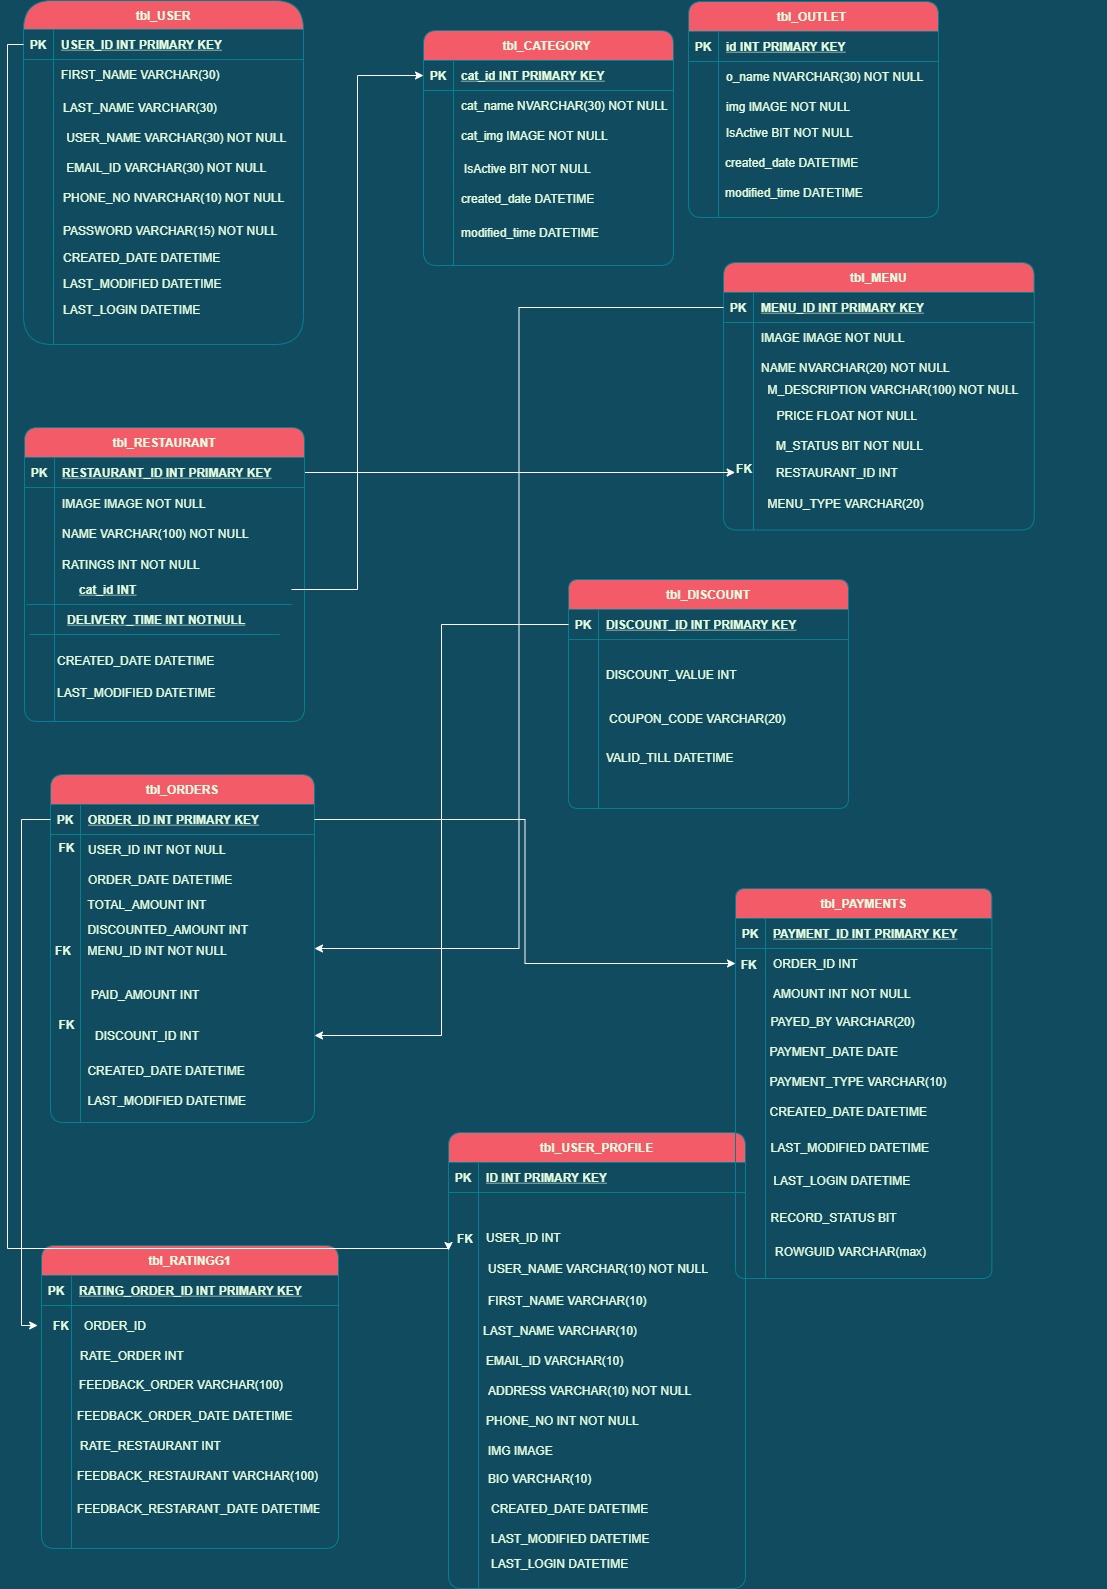 tbl_USER
PK USER_ID INT PRIMARY KEY
FIRST_NAME VARCHAR(30)
LAST_NAME VARCHAR(30)
USER_NAME VARCHAR(30) NOT NULL
EMAIL_ID VARCHAR(30) NOT NULL
PHONE_NO NVARCHAR(10) NOT NULL
PASSWORD VARCHAR(15) NOT NULL
CREATED_DATE DATETIME
LAST_MODIFIED DATETIME
LAST_LOGIN DATETIME
tbl_CATEGORY
PK cat_id INT PRIMARY KEY
cat_name NVARCHAR(30) NOT NULL
cat_img IMAGE NOT NULL
IsActive BIT NOT NULL
created_date DATETIME
modified_time DATETIME
tbl_OUTLET
PK id INT PRIMARY KEY
o_name NVARCHAR(30) NOT NULL
img IMAGE NOT NULL
IsActive BIT NOT NULL
created_date DATETIME
modified_time DATETIME
tbl_MENU
PK MENU_ID INT PRIMARY KEY
IMAGE IMAGE NOT NULL
NAME NVARCHAR(20) NOT NULL
M_DESCRIPTION VARCHAR(100) NOT NULL
PRICE FLOAT NOT NULL
M_STATUS BIT NOT NULL
FK RESTAURANT_ID INT
MENU_TYPE VARCHAR(20)
tbl_RESTAURANT
PK RESTAURANT_ID INT PRIMARY KEY
IMAGE IMAGE NOT NULL
NAME VARCHAR(100) NOT NULL
RATINGS INT NOT NULL
cat_id INT
DELIVERY_TIME INT NOTNULL
CREATED_DATE DATETIME
LAST_MODIFIED DATETIME
tbl_DISCOUNT
PK DISCOUNT_ID INT PRIMARY KEY
DISCOUNT_VALUE INT
COUPON_CODE VARCHAR(20)
VALID_TILL DATETIME
tbl_ORDERS
PK ORDER_ID INT PRIMARY KEY
FK USER_ID INT NOT NULL
ORDER_DATE DATETIME
TOTAL_AMOUNT INT
DISCOUNTED_AMOUNT INT
FK MENU_ID INT NOT NULL
PAID_AMOUNT INT
FK DISCOUNT_ID INT
CREATED_DATE DATETIME
LAST_MODIFIED DATETIME
tbl_PAYMENTS
PK PAYMENT_ID INT PRIMARY KEY
FK ORDER_ID INT
AMOUNT INT NOT NULL
PAYED_BY VARCHAR(20)
PAYMENT_DATE DATE
PAYMENT_TYPE VARCHAR(10)
CREATED_DATE DATETIME
LAST_MODIFIED DATETIME
LAST_LOGIN DATETIME
RECORD_STATUS BIT
ROWGUID VARCHAR(max)
tbl_USER_PROFILE
PK ID INT PRIMARY KEY
FK USER_ID INT
USER_NAME VARCHAR(10) NOT NULL
FIRST_NAME VARCHAR(10)
LAST_NAME VARCHAR(10)
EMAIL_ID VARCHAR(10)
ADDRESS VARCHAR(10) NOT NULL
PHONE_NO INT NOT NULL
IMG IMAGE
BIO VARCHAR(10)
CREATED_DATE DATETIME
LAST_MODIFIED DATETIME
LAST_LOGIN DATETIME
tbl_RATINGG1
PK RATING_ORDER_ID INT PRIMARY KEY
FK ORDER_ID
RATE_ORDER INT
FEEDBACK_ORDER VARCHAR(100)
FEEDBACK_ORDER_DATE DATETIME
RATE_RESTAURANT INT
FEEDBACK_RESTAURANT VARCHAR(100)
FEEDBACK_RESTARANT_DATE DATETIME